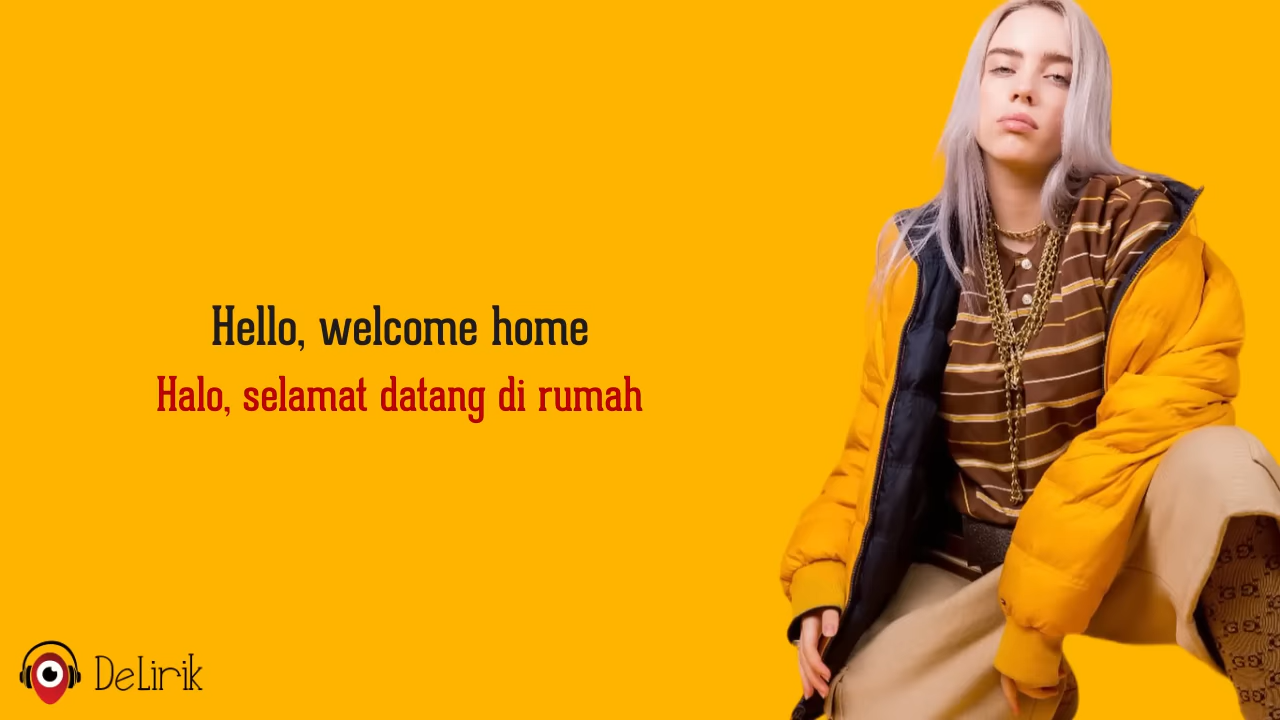 Hello, welcome home
Halo, selamat datang di rumah
DeLirik